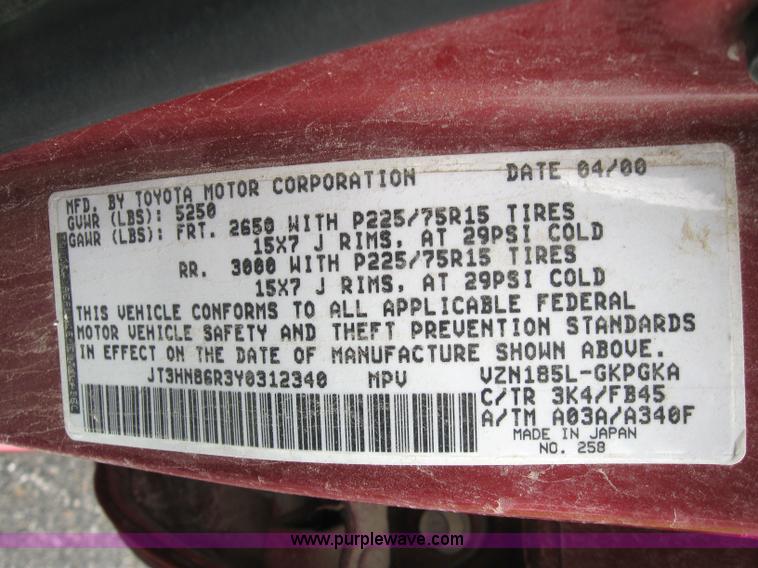 MFD. BY TOYOTA MOTOR CORPORATION DATE 04/00
GVWR (LBS): 5250
GAWR (LBS): FRT. 2650 WITH P225/75R15 TIRES
15X7 J RIMS, AT 29PSI COLD
RR. 3000 WITH P225/75R15 TIRES
15X7 J RIMS, AT 29PSI COLD
THIS VEHICLE CONFORMS TO ALL APPLICABLE FEDERAL
MOTOR VEHICLE SAFETY AND THEFT PREVENTION STANDARDS
IN EFFECT ON THE DATE OF MANUFACTURE SHOWN ABOVE.
JT3HN86R3Y0312340 MPV VZN185L-GKPGKA
C/TR 3K4/FB45
A/TM A03A/A340F
MADE IN JAPAN
NO. 258
www.purplewave.com